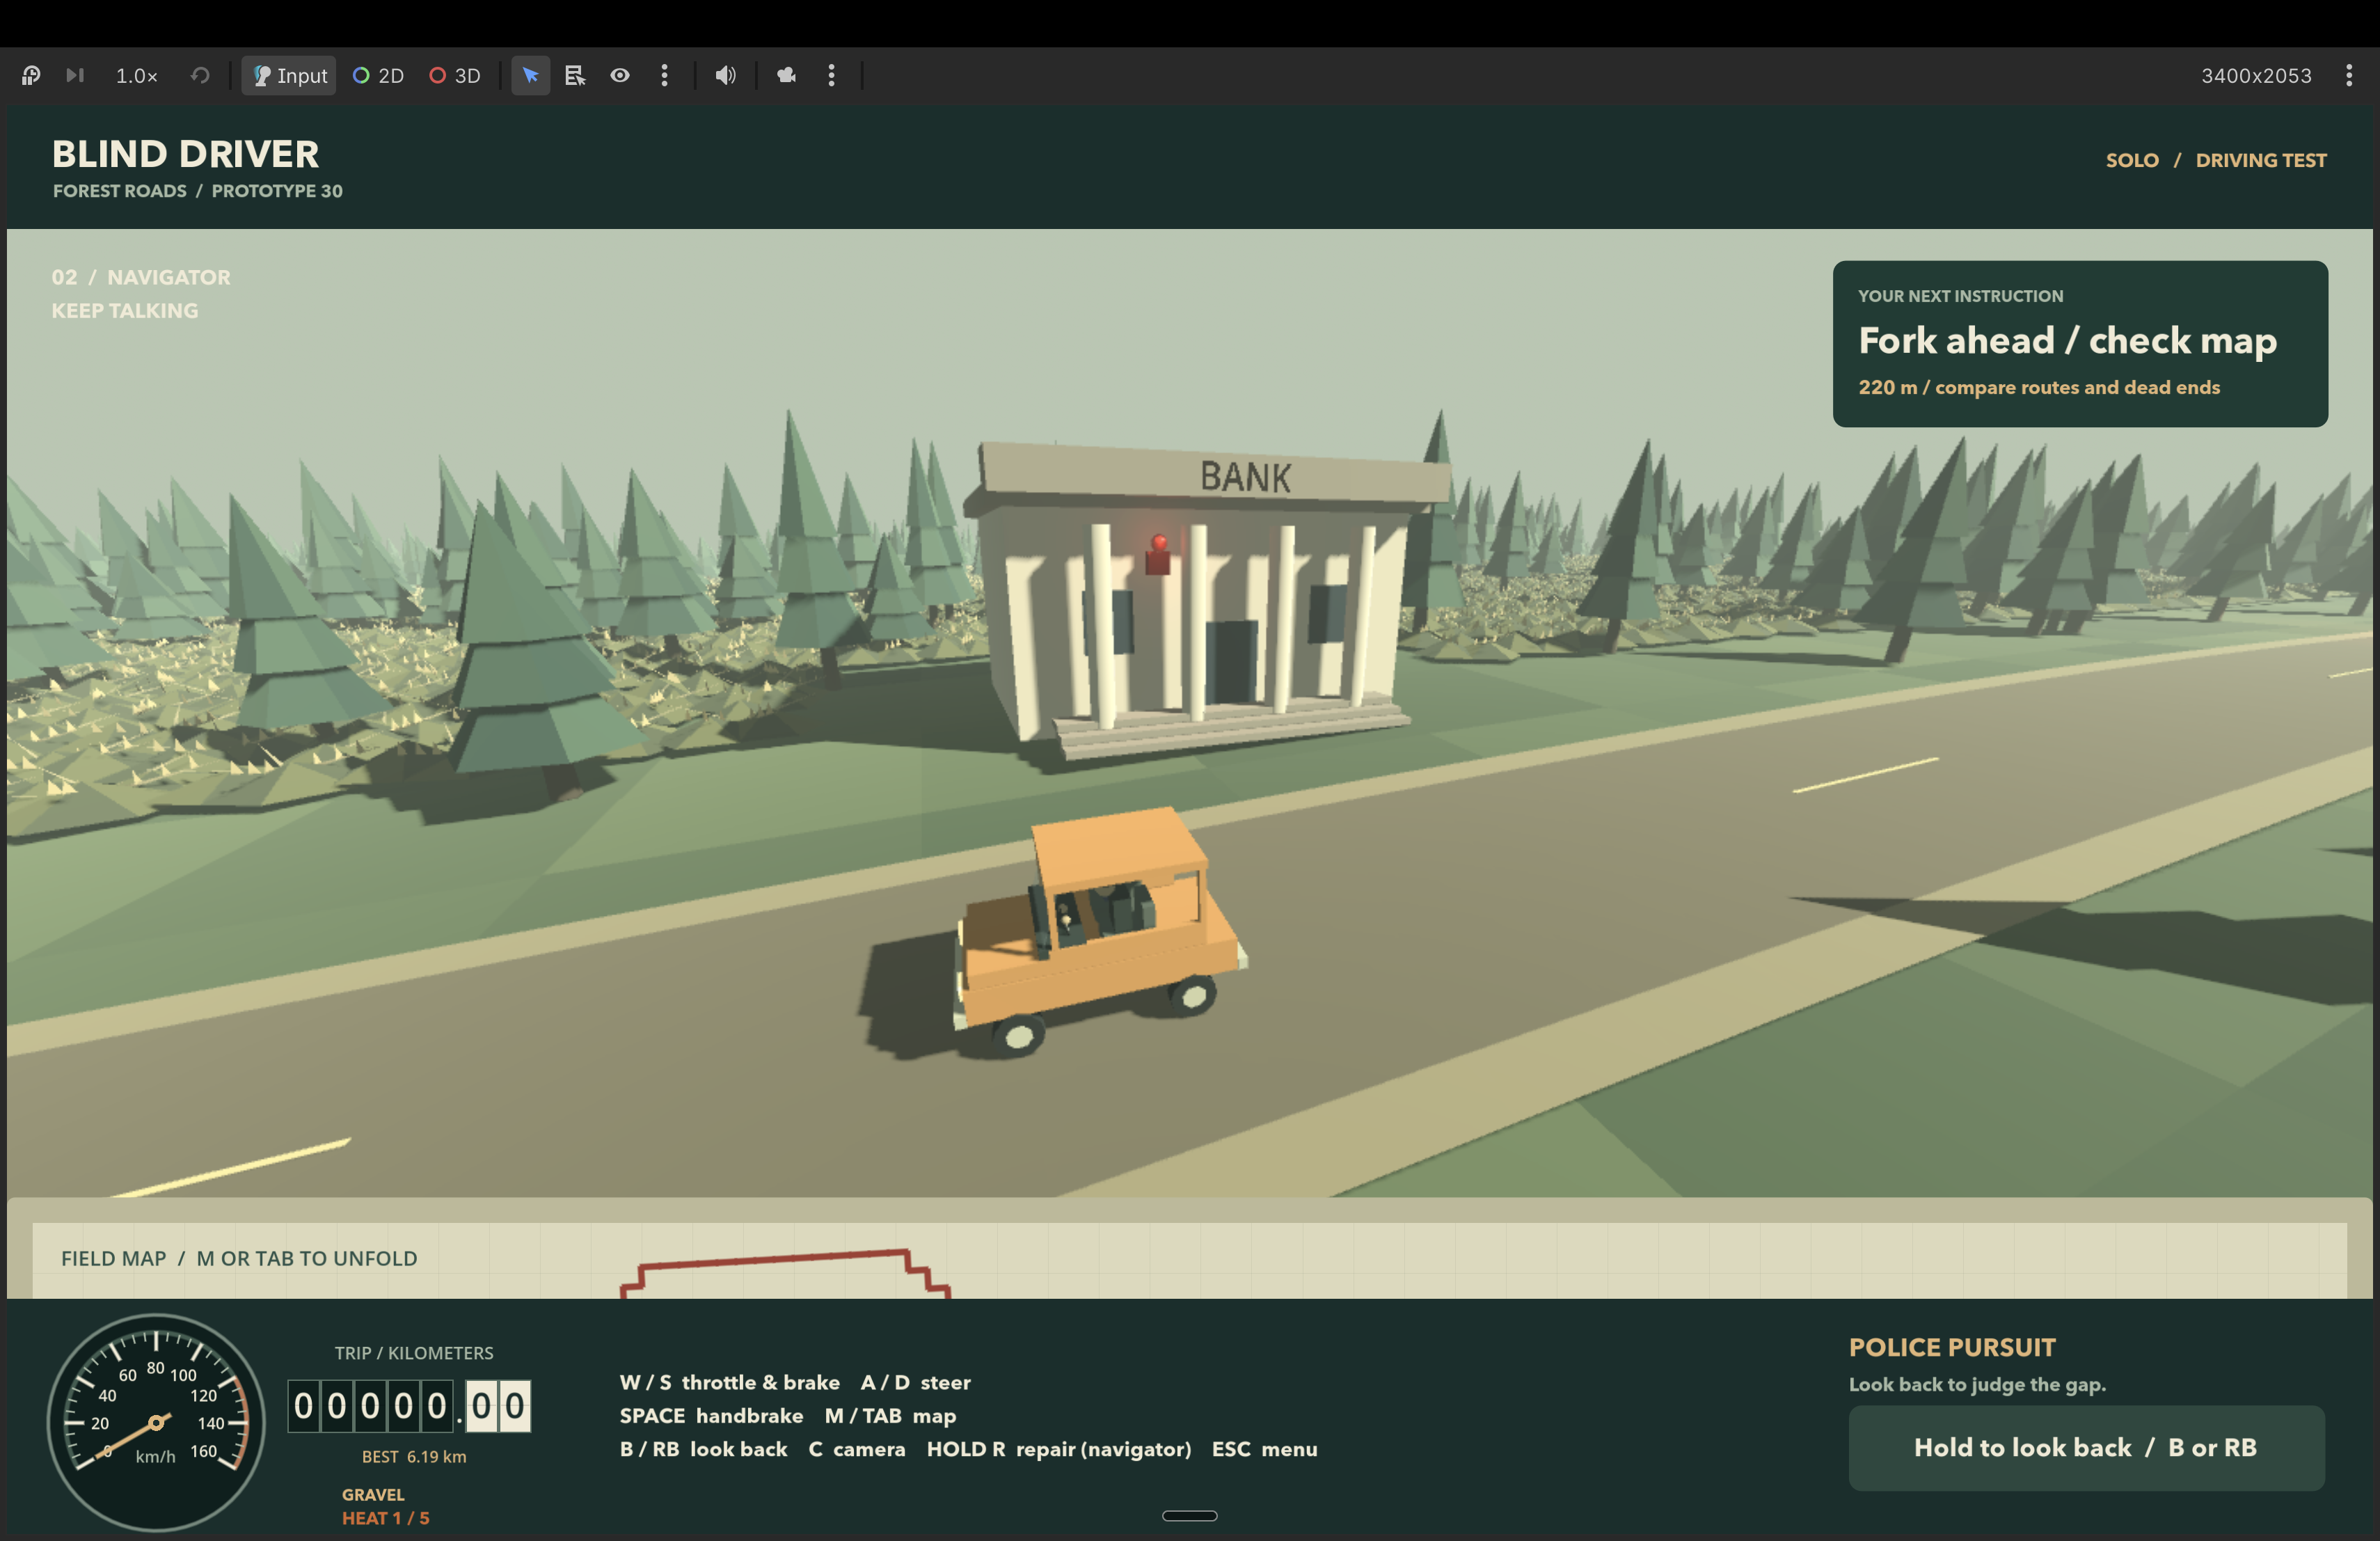 1.0×
Input
2D
3D
3400x2053
BLIND DRIVER
FOREST ROADS / PROTOTYPE 30
SOLO / DRIVING TEST
02 / NAVIGATOR
KEEP TALKING
YOUR NEXT INSTRUCTION
Fork ahead / check map
220 m / compare routes and dead ends
BANK
FIELD MAP / M OR TAB TO UNFOLD
0 20 40 60 80 100 120 140 160
km/h
TRIP / KILOMETERS
00000.00
BEST 6.19 km
GRAVEL
HEAT 1 / 5
W / S throttle & brake A / D steer
SPACE handbrake M / TAB map
B / RB look back C camera HOLD R repair (navigator) ESC menu
POLICE PURSUIT
Look back to judge the gap.
Hold to look back / B or RB